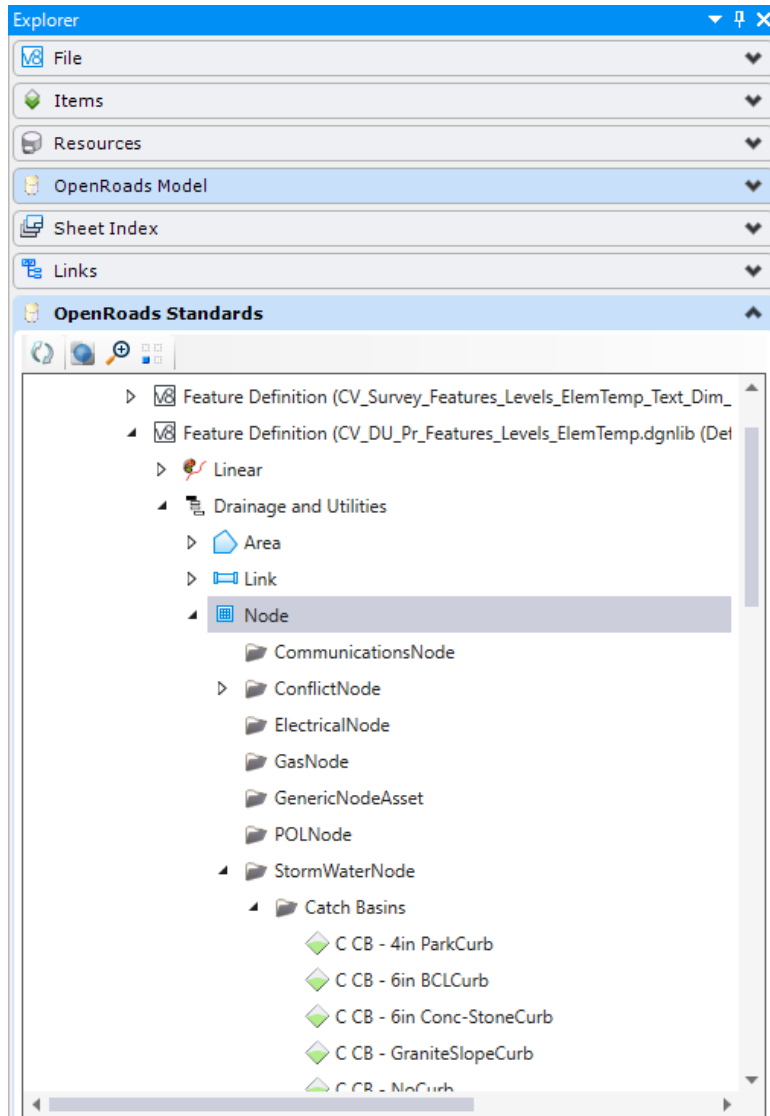 Explorer
File
Items
Resources
OpenRoads Model
Sheet Index
Links
OpenRoads Standards
Feature Definition (CV_Survey_Features_Levels_ElemTemp_Text_Dim_
Feature Definition (CV_DU_Pr_Features_Levels_ElemTemp.dgnlib (Def
Linear
Drainage and Utilities
Area
Link
Node
CommunicationsNode
ConflictNode
ElectricalNode
GasNode
GenericNodeAsset
POLNode
StormWaterNode
Catch Basins
C CB - 4in ParkCurb
C CB - 6in BCLCurb
C CB - 6in Conc-StoneCurb
C CB - GraniteSlopeCurb
C CB - NoCurb